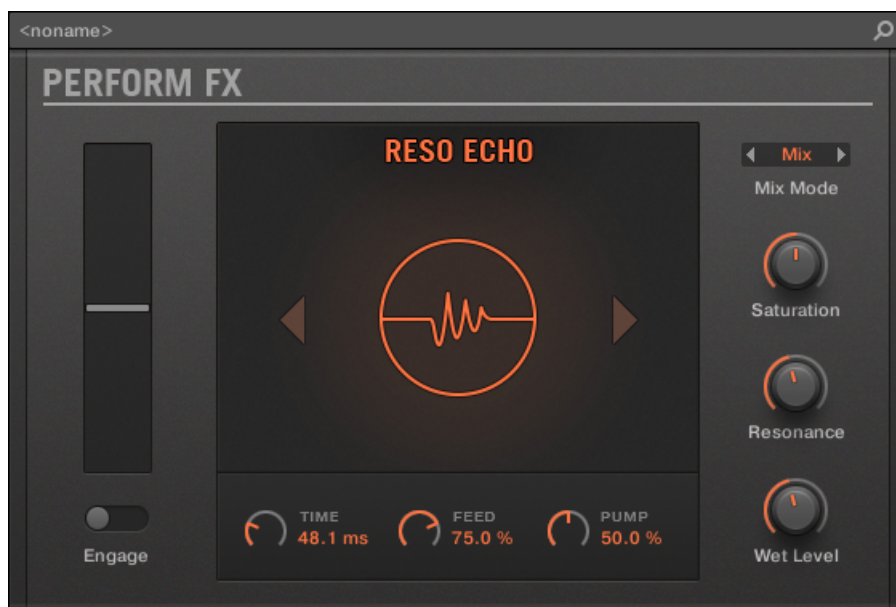 <noname>
PERFORM FX
RESO ECHO
Mix
Mix Mode
Saturation
Resonance
Wet Level
Engage
TIME
48.1 ms
FEED
75.0 %
PUMP
50.0 %